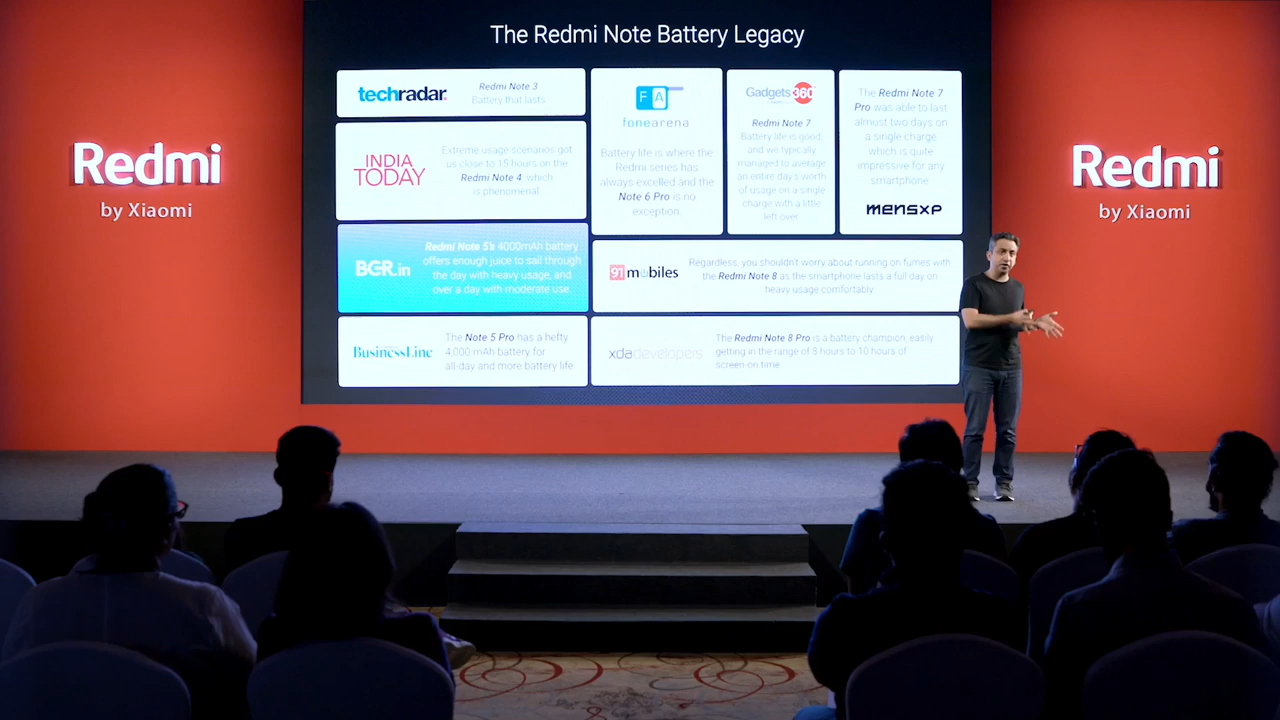 The Redmi Note Battery Legacy
Redmi
by Xiaomi
techradar.
Redmi Note 3
Battery that lasts
INDIA
TODAY
Extreme usage scenarios got
us close to 15 hours on the
Redmi Note 4, which
is phenomenal.
BGR.in
Redmi Note 5's 4000mAh battery
offers enough juice to sail through
the day with heavy usage, and
over a day with moderate use.
BusinessLine
The Note 5 Pro has a hefty
4,000 mAh battery for
all-day and more battery life
FA
fonearena
Battery life is where the
Redmi series has
always excelled and the
Note 6 Pro is no
exception.
Gadgets 360
Redmi Note 7
Battery life is good,
and we typically
managed to average
an entire day's worth
of usage on a single
charge with a little
left over.
The Redmi Note 7
Pro was able to last
almost two days on
a single charge,
which is quite
impressive for any
smartphone.
MENSXP
91mobiles
Regardless, you shouldn't worry about running on fumes with
the Redmi Note 8 as the smartphone lasts a full day on
heavy usage comfortably.
xdadevelopers
The Redmi Note 8 Pro is a battery champion, easily
getting in the range of 8 hours to 10 hours of
screen-on time.
Redmi
by Xiaomi